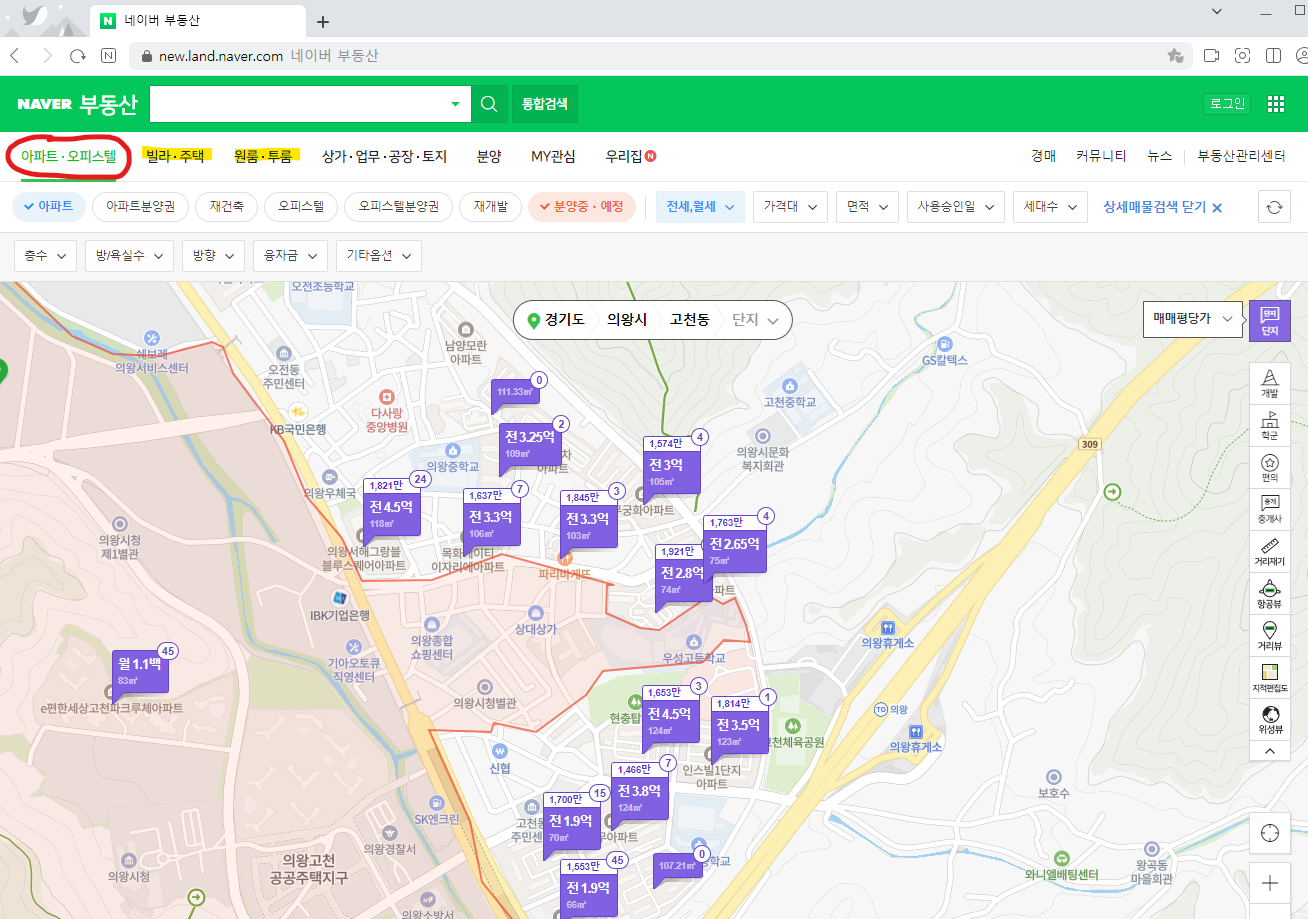 네이버 부동산
new.land.naver.com 네이버 부동산
NAVER 부동산 통합검색 로그인
아파트·오피스텔 빌라·주택 원룸·투룸 상가·업무·공장·토지 분양 MY관심 우리집 N 경매 커뮤니티 뉴스 부동산관리센터
아파트 아파트분양권 재건축 오피스텔 오피스텔분양권 재개발 분양중·예정 전세,월세 가격대 면적 사용승인일 세대수 상세매물검색 닫기
층수 방/욕실수 방향 융자금 기타옵션
오전초등학교
경기도 의왕시 고천동 단지
매매평당가
단지
단지
쉐보레
의왕서비스센터
오전동
주민센터
남양모란
아파트
GS칼텍스
개발
KB국민은행
다사랑
중앙병원
111.33㎡ 0
고천중학교
학군
전 3.25억 2
109㎡
차
아파트
의왕중학교
의왕시문화
복지회관
309
편의
의왕우체국
1,821만 24
전 4.5억
118㎡
1,637만 7
전 3.3억
106㎡
1,845만 3
전 3.3억
103㎡
1,574만 4
전 3억
105㎡
무궁화아파트
중개
중개사
의왕시청
제1별관
의왕서해그랑블
블루스퀘어아파트
목화에이티
이자리에아파트
파리바게뜨
1,763만 4
전 2.65억
75㎡
1,921만
전 2.8억
74㎡
파트
거리재기
항공뷰
IBK기업은행
상대상가
의왕종합
쇼핑센터
우성고등학교
의왕휴게소
거리뷰
기아오토큐
직영센터
월 1.1백 45
83㎡
e편한세상고천파크루체아파트
의왕시청별관
지적편집도
1,653만 3
전 4.5억
124㎡
1,814만 1
전 3.5억
123㎡
현충탑
고천체육공원
TG 의왕
의왕휴게소
위성뷰
신협
인스빌1단지
아파트
1,466만 7
전 3.8억
124㎡
보호수
1,700만 15
전 1.9억
70㎡
SK엔크린
고천동
주민센
무아파트
의왕경찰서
의왕고천
공공주택지구
의왕시청
107.21㎡ 0
등학교
1,553만 45
전 1.9억
66㎡
와니엘배팅센터
왕곡동
마을회관
의왕소방서